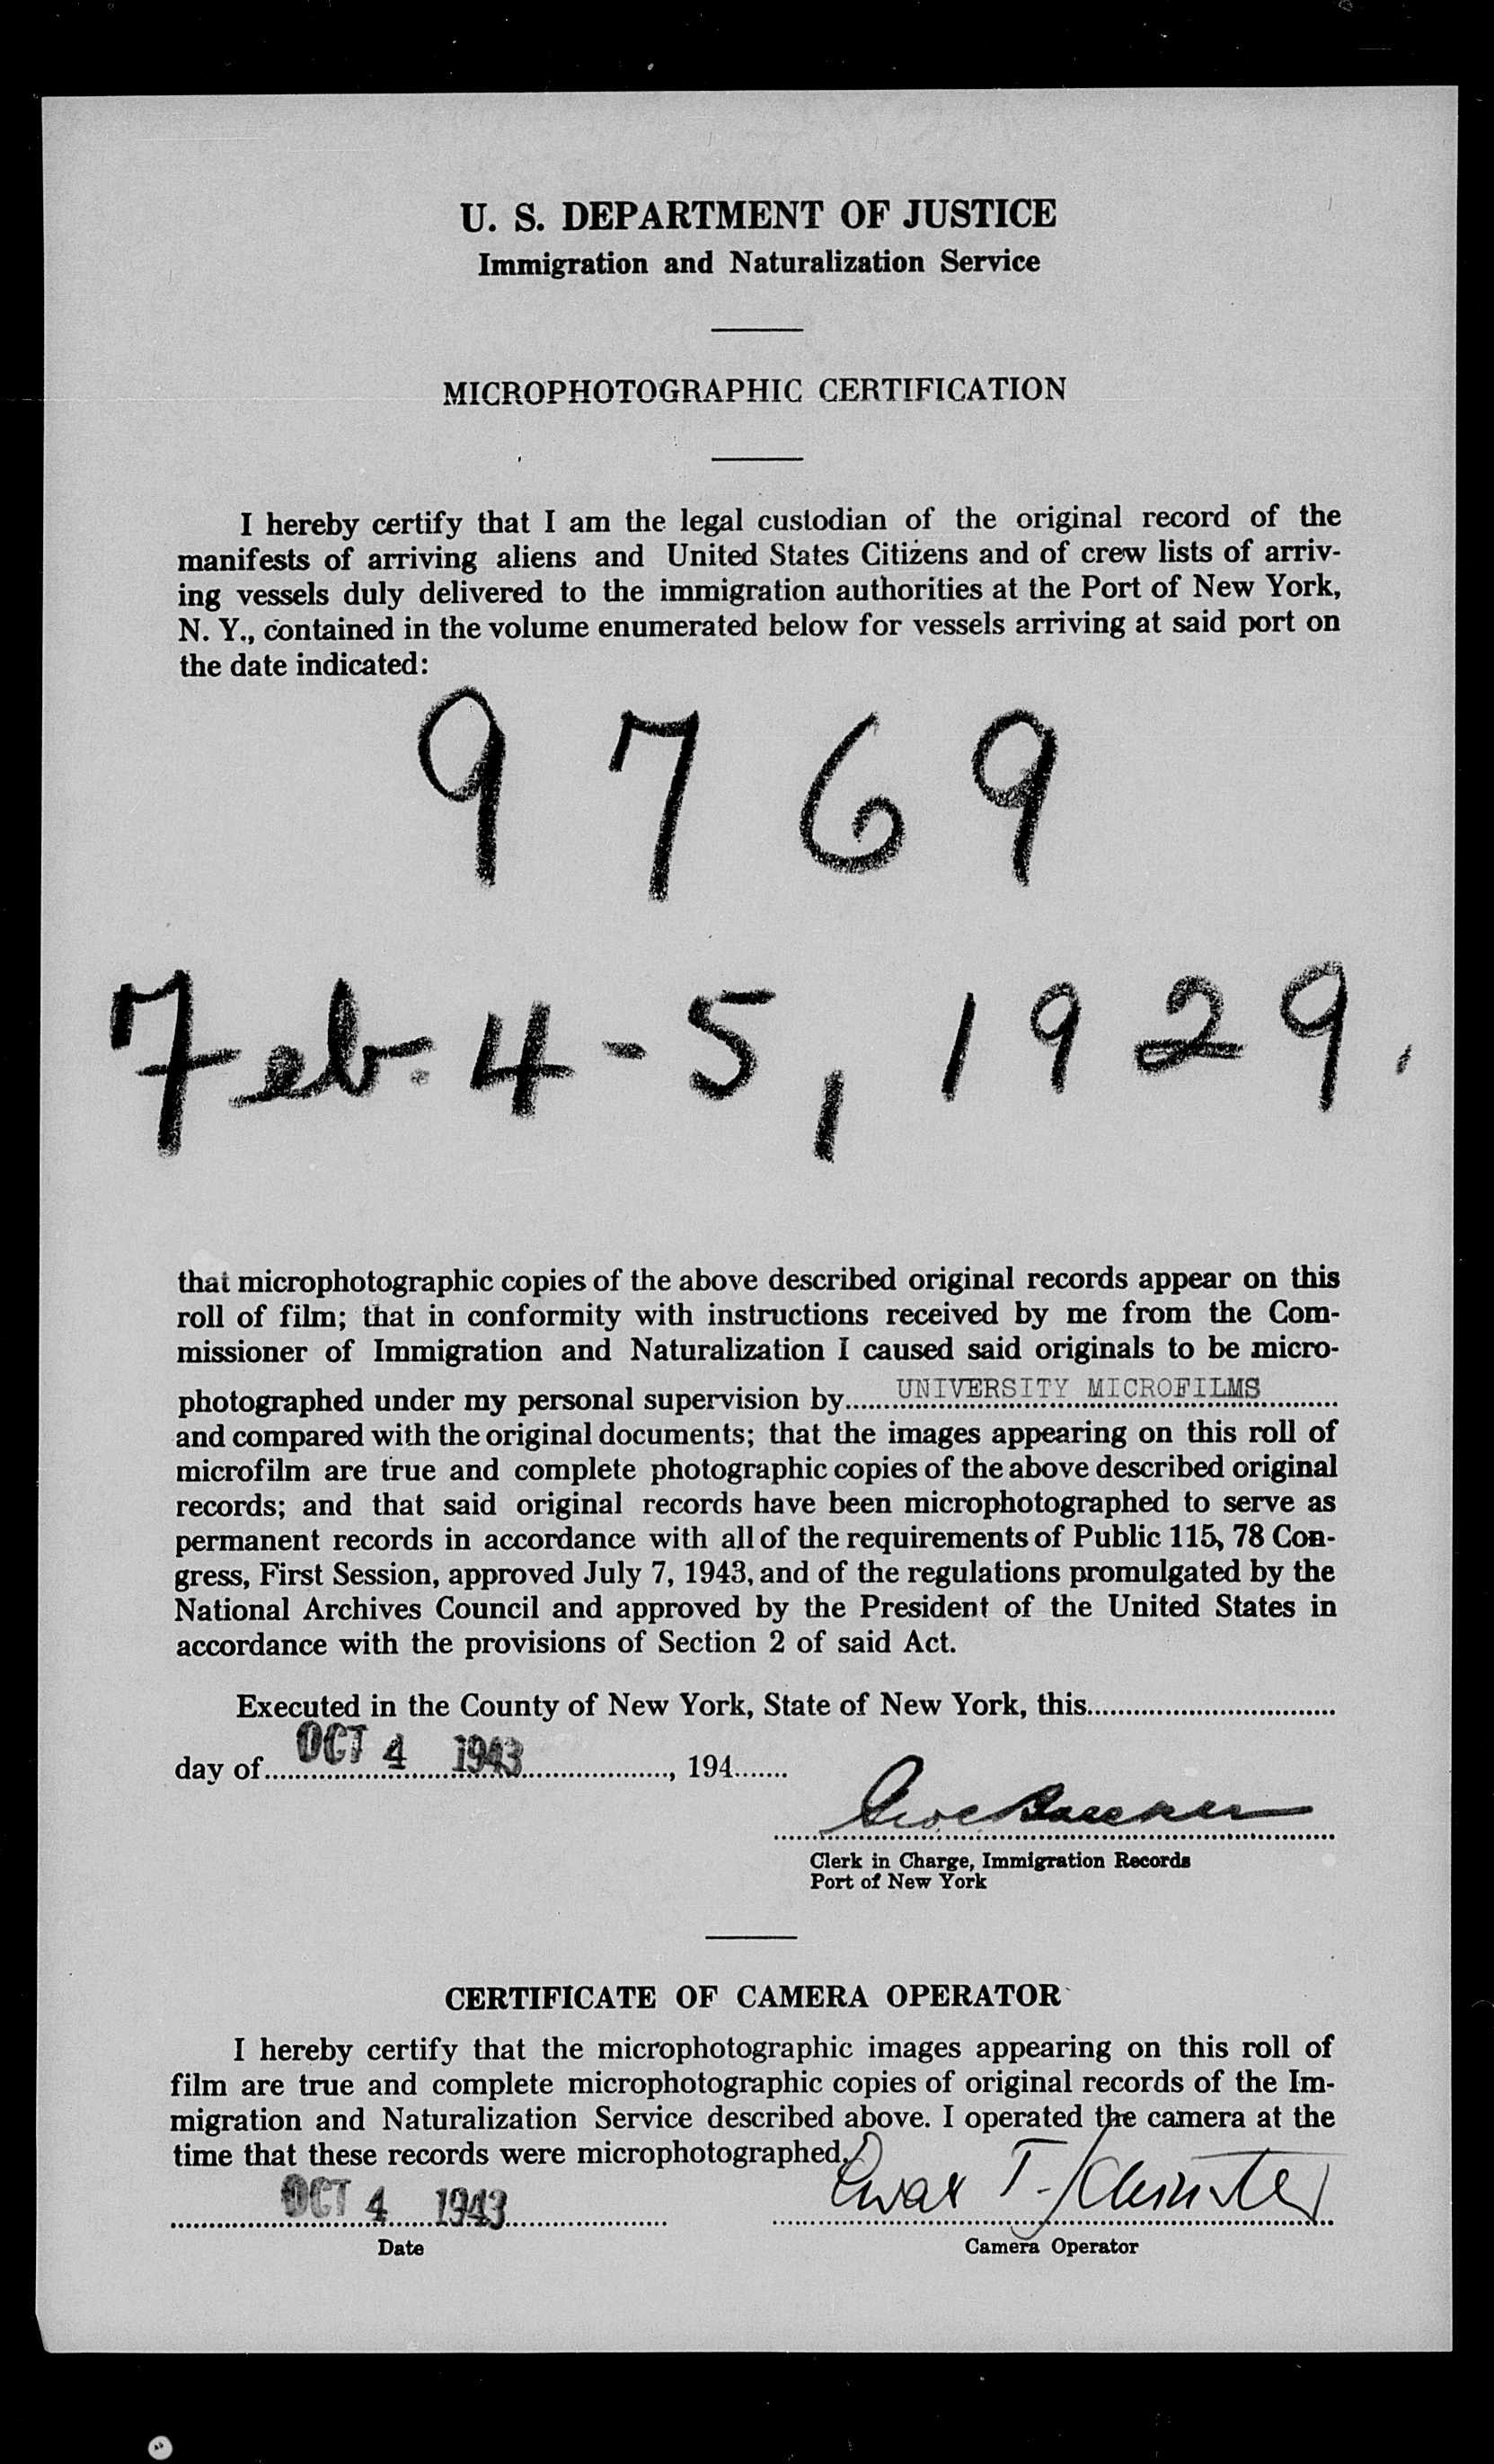 U. S. DEPARTMENT OF JUSTICE
Immigration and Naturalization Service
MICROPHOTOGRAPHIC CERTIFICATION
I hereby certify that I am the legal custodian of the original record of the
manifests of arriving aliens and United States Citizens and of crew lists of arriv-
ing vessels duly delivered to the immigration authorities at the Port of New York,
N. Y., contained in the volume enumerated below for vessels arriving at said port on
the date indicated:
9769
Feb. 4-5, 1929.
that microphotographic copies of the above described original records appear on this
roll of film; that in conformity with instructions received by me from the Com-
missioner of Immigration and Naturalization I caused said originals to be micro-
photographed under my personal supervision by UNIVERSITY MICROFILMS
and compared with the original documents; that the images appearing on this roll of
microfilm are true and complete photographic copies of the above described original
records; and that said original records have been microphotographed to serve as
permanent records in accordance with all of the requirements of Public 115, 78 Con-
gress, First Session, approved July 7, 1943, and of the regulations promulgated by the
National Archives Council and approved by the President of the United States in
accordance with the provisions of Section 2 of said Act.
Executed in the County of New York, State of New York, this
day of OCT 4 1943, 194
Clerk in Charge, Immigration Records
Port of New York
CERTIFICATE OF CAMERA OPERATOR
I hereby certify that the microphotographic images appearing on this roll of
film are true and complete microphotographic copies of original records of the Im-
migration and Naturalization Service described above. I operated the camera at the
time that these records were microphotographed.
OCT 4 1943
Date
Camera Operator